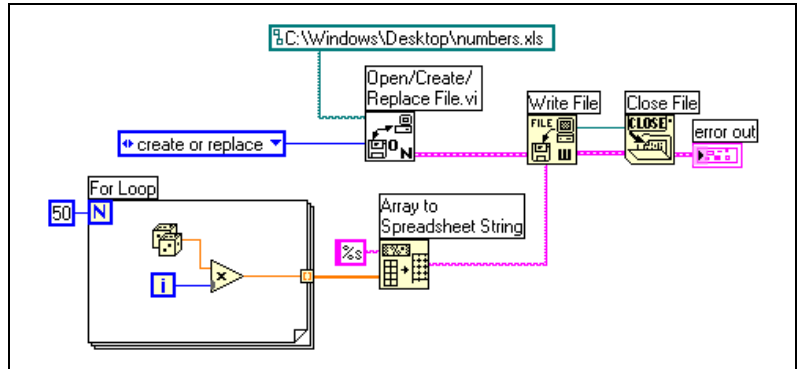 C:\Windows\Desktop\numbers.xls
Open/Create/
Replace File.vi
Write File
Close File
FILE
W
CLOSE
error out
create or replace
O
N
For Loop
50
N
Array to
Spreadsheet String
%s
i
x